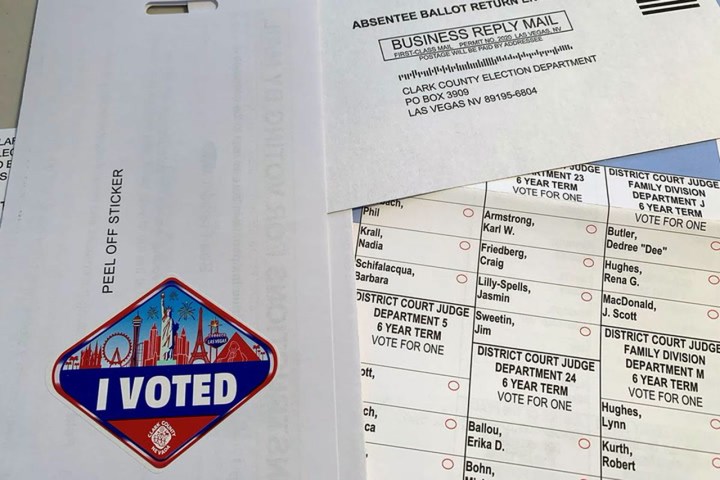 ABSENTEE BALLOT RETURN
BUSINESS REPLY MAIL
FIRST-CLASS MAIL PERMIT NO. 2020 LAS VEGAS, NV
POSTAGE WILL BE PAID BY ADDRESSEE
CLARK COUNTY ELECTION DEPARTMENT
PO BOX 3909
LAS VEGAS NV 89195-6804
PEEL OFF STICKER
LAS VEGAS
I VOTED
CLARK COUNTY
NEVADA
Phil
Krall,
Nadia
Schifalacqua,
Barbara
DISTRICT COURT JUDGE
DEPARTMENT 5
6 YEAR TERM
VOTE FOR ONE
DISTRICT COURT JUDGE
DEPARTMENT 23
6 YEAR TERM
VOTE FOR ONE
Armstrong,
Karl W.
Friedberg,
Craig
Lilly-Spells,
Jasmin
Sweetin,
Jim
DISTRICT COURT JUDGE
DEPARTMENT 24
6 YEAR TERM
VOTE FOR ONE
Ballou,
Erika D.
Bohn,
DISTRICT COURT JUDGE
FAMILY DIVISION
DEPARTMENT J
6 YEAR TERM
VOTE FOR ONE
Butler,
Dedree "Dee"
Hughes,
Rena G.
MacDonald,
J. Scott
DISTRICT COURT JUDGE
FAMILY DIVISION
DEPARTMENT M
6 YEAR TERM
VOTE FOR ONE
Hughes,
Lynn
Kurth,
Robert